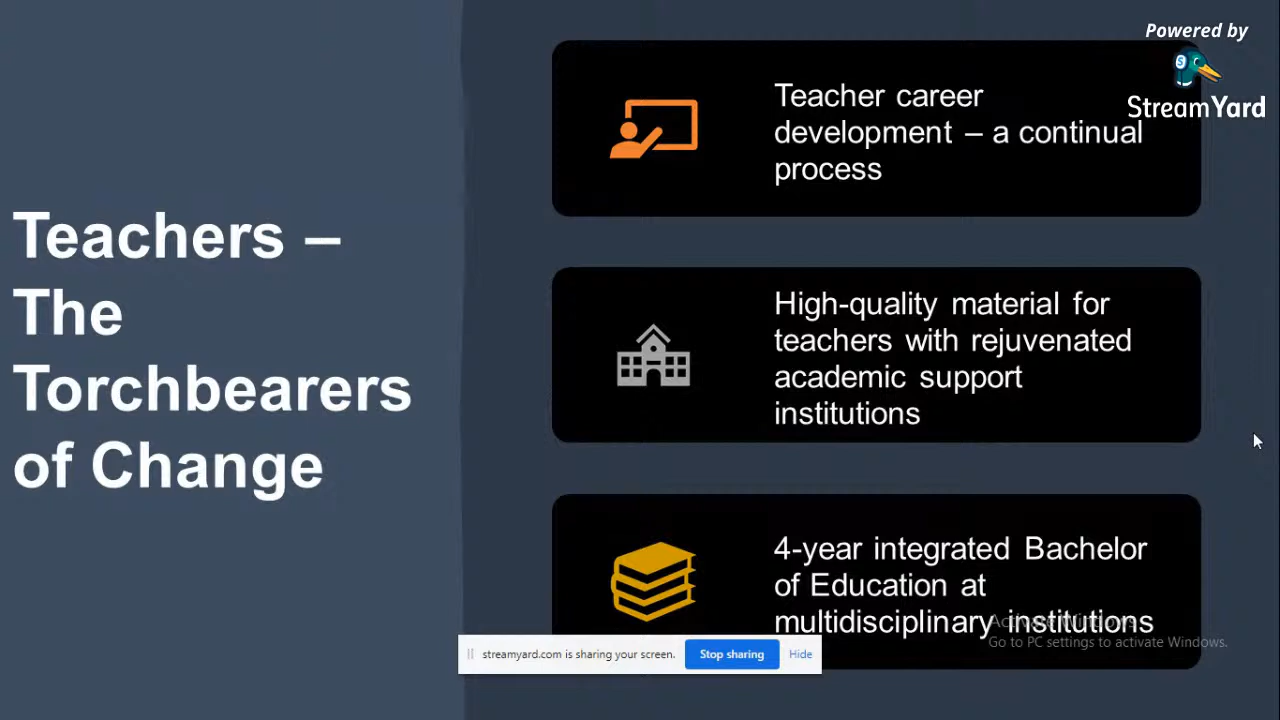 Powered by
StreamYard
Teacher career
development – a continual
process
Teachers –
The
Torchbearers
of Change
High-quality material for
teachers with rejuvenated
academic support
institutions
4-year integrated Bachelor
of Education at
multidisciplinary institutions
Activate Windows
Go to PC settings to activate Windows.
streamyard.com is sharing your screen.
Stop sharing
Hide